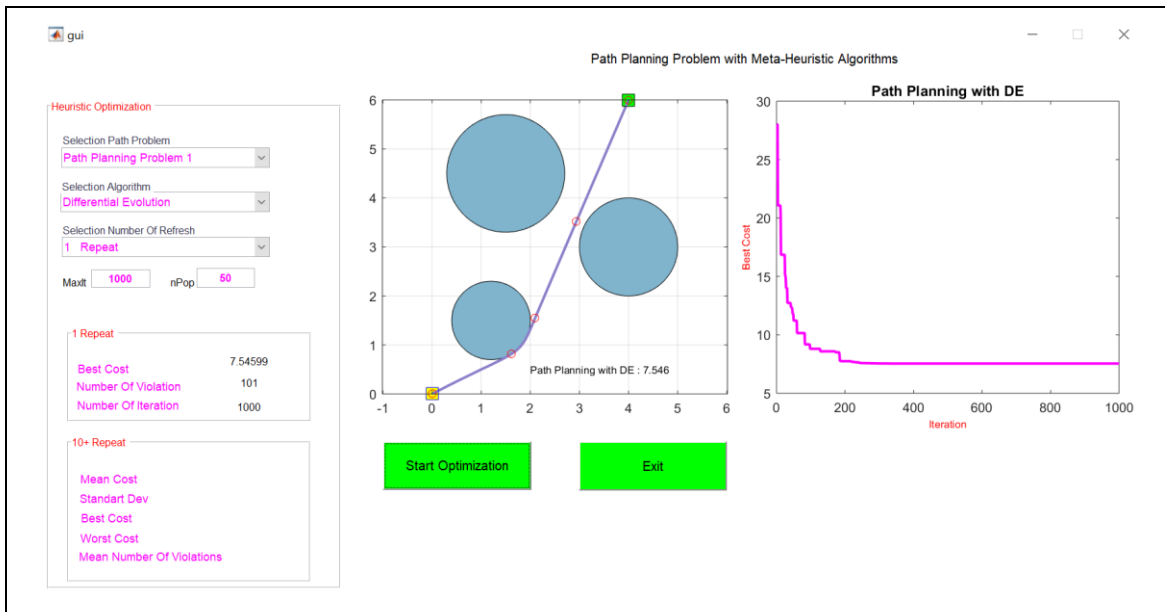 gui
Path Planning Problem with Meta-Heuristic Algorithms
Heuristic Optimization
Selection Path Problem
Path Planning Problem 1
Selection Algorithm
Differential Evolution
Selection Number Of Refresh
1 Repeat
MaxIt 1000 nPop 50
1 Repeat
Best Cost 7.54599
Number Of Violation 101
Number Of Iteration 1000
10+ Repeat
Mean Cost
Standart Dev
Best Cost
Worst Cost
Mean Number Of Violations
6
5
4
3
2
1
0
Path Planning with DE : 7.546
-1 0 1 2 3 4 5 6
Start Optimization
Exit
Path Planning with DE
30
25
20
15
10
5
Best Cost
0 200 400 600 800 1000
Iteration